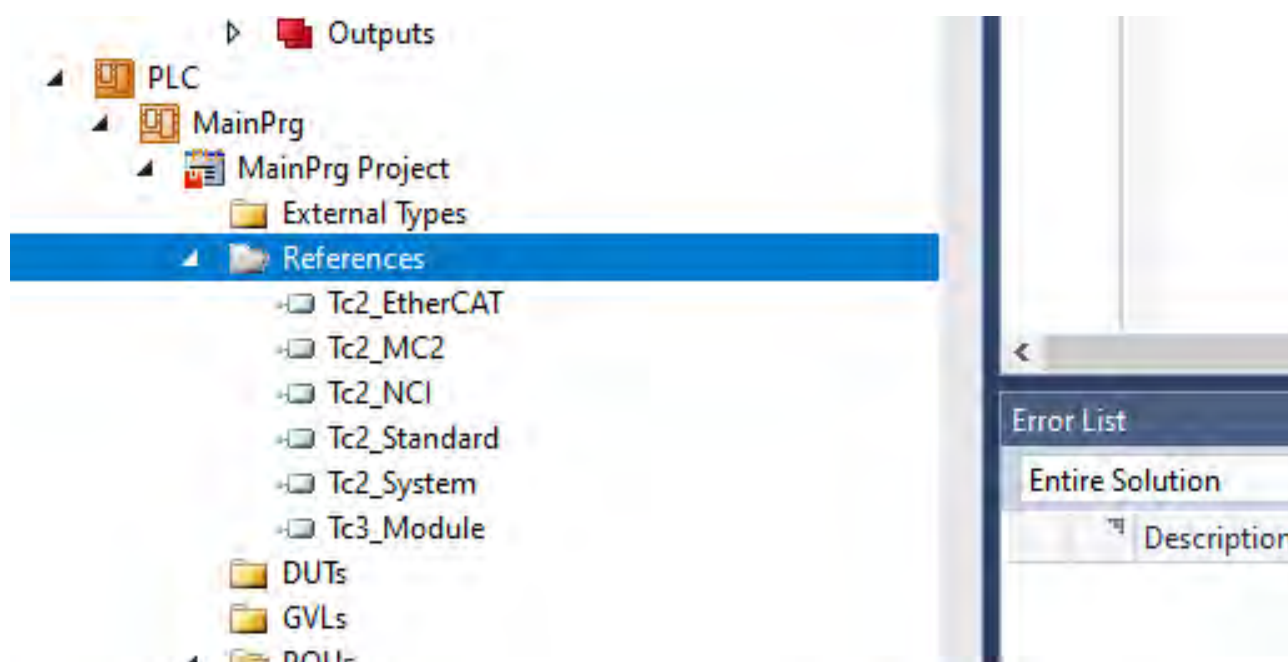 Outputs
PLC
MainPrg
MainPrg Project
External Types
References
Tc2_EtherCAT
Tc2_MC2
Tc2_NCI
Tc2_Standard
Tc2_System
Tc3_Module
DUTs
GVLs
POUs
Error List
Entire Solution
Description